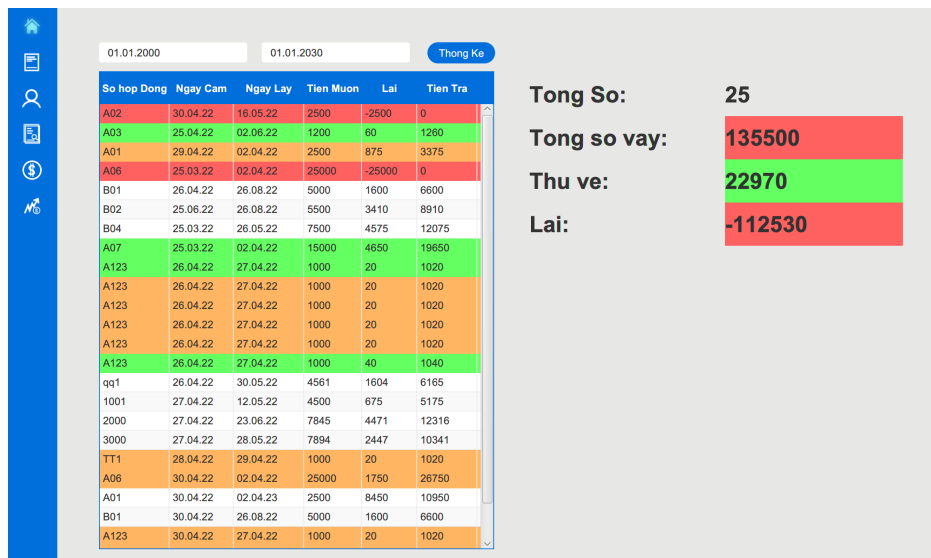 01.01.2000 01.01.2030 Thong Ke
So hop Dong Ngay Cam Ngay Lay Tien Muon Lai Tien Tra
A02 30.04.22 16.05.22 2500 -2500 0
A03 25.04.22 02.06.22 1200 60 1260
A01 29.04.22 02.04.22 2500 875 3375
A06 25.03.22 02.04.22 25000 -25000 0
B01 26.04.22 26.08.22 5000 1600 6600
B02 25.06.22 26.08.22 5500 3410 8910
B04 25.03.22 26.05.22 7500 4575 12075
A07 25.03.22 02.04.22 15000 4650 19650
A123 26.04.22 27.04.22 1000 20 1020
A123 26.04.22 27.04.22 1000 20 1020
A123 26.04.22 27.04.22 1000 20 1020
A123 26.04.22 27.04.22 1000 20 1020
A123 26.04.22 27.04.22 1000 20 1020
A123 26.04.22 27.04.22 1000 40 1040
qq1 26.04.22 30.05.22 4561 1604 6165
1001 27.04.22 12.05.22 4500 675 5175
2000 27.04.22 23.06.22 7845 4471 12316
3000 27.04.22 28.05.22 7894 2447 10341
TT1 28.04.22 29.04.22 1000 20 1020
A06 30.04.22 02.04.22 25000 1750 26750
A01 30.04.22 02.04.23 2500 8450 10950
B01 30.04.22 26.08.22 5000 1600 6600
A123 30.04.22 27.04.22 1000 20 1020
Tong So: 25
Tong so vay: 135500
Thu ve: 22970
Lai: -112530